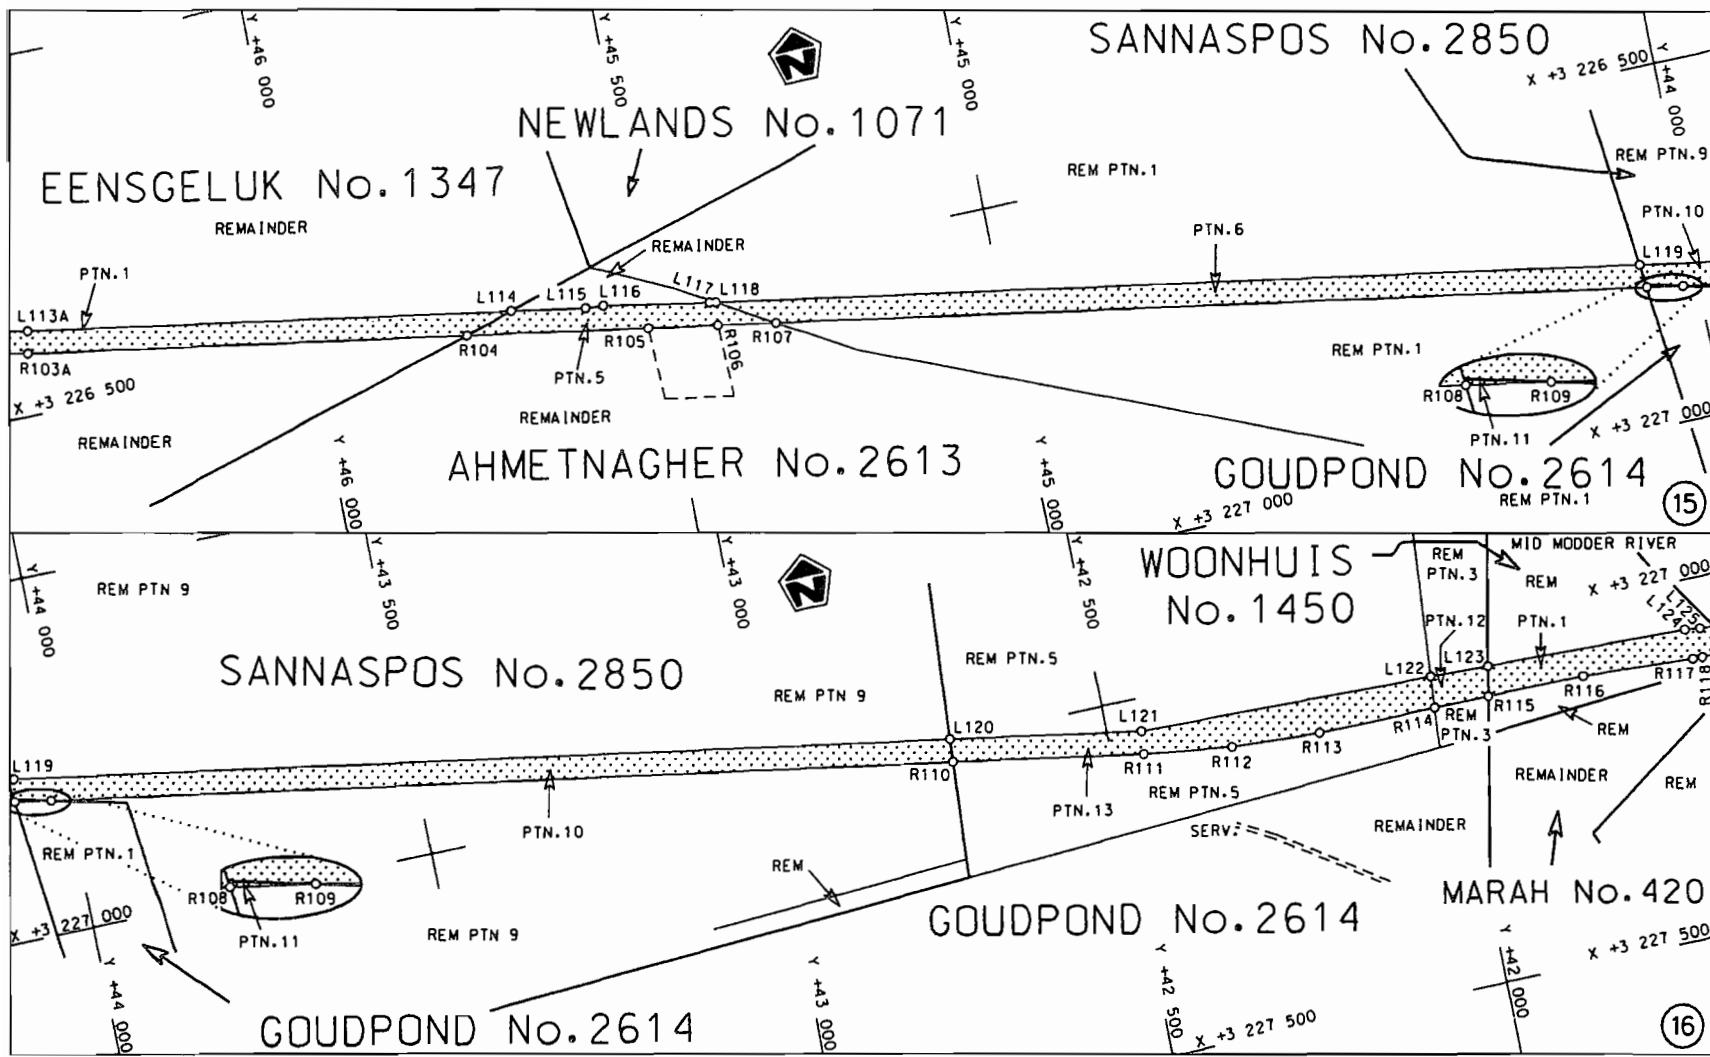 Y +46 000
Y +45 500
N
Y +45 000
SANNASPOS No.2850
X +3 226 500
Y +44 000
NEWLANDS No.1071
REM PTN.9
EENSGELUK No.1347
REM PTN.1
REMAINDER
PTN.10
REMAINDER
PTN.6
PTN.1
L119
L113A
L114
L115
L116
L117
L118
R103A
R104
R105
R106
R107
PTN.5
REM PTN.1
R108
R109
X +3 226 500
REMAINDER
REMAINDER
PTN.11
X +3 227 000
Y +46 000
AHMETNAGHER No.2613
Y +45 000
GOUDPOND No.2614
REM PTN.1
X +3 227 000
15
Y +44 000
REM PTN 9
Y +43 500
Y +43 000
N
Y +42 500
WOONHUIS
No.1450
REM
PTN.3
MID MODDER RIVER
REM
X +3 227 000
L124
L125
PTN.12
PTN.1
SANNASPOS No.2850
REM PTN 9
REM PTN.5
L122
L123
L119
L120
L121
R110
R111
R112
R113
R114
REM
PTN.3
R115
R116
R117
R118
REM
REM PTN.1
PTN.10
PTN.13
REM PTN.5
REMAINDER
REM
SERV.
REMAINDER
REM
R108
R109
PTN.11
X +3 227 000
REM PTN 9
GOUDPOND No.2614
MARAH No.420
X +3 227 500
Y +44 000
Y +43 000
Y +42 500
Y +42 000
GOUDPOND No.2614
X +3 227 500
16